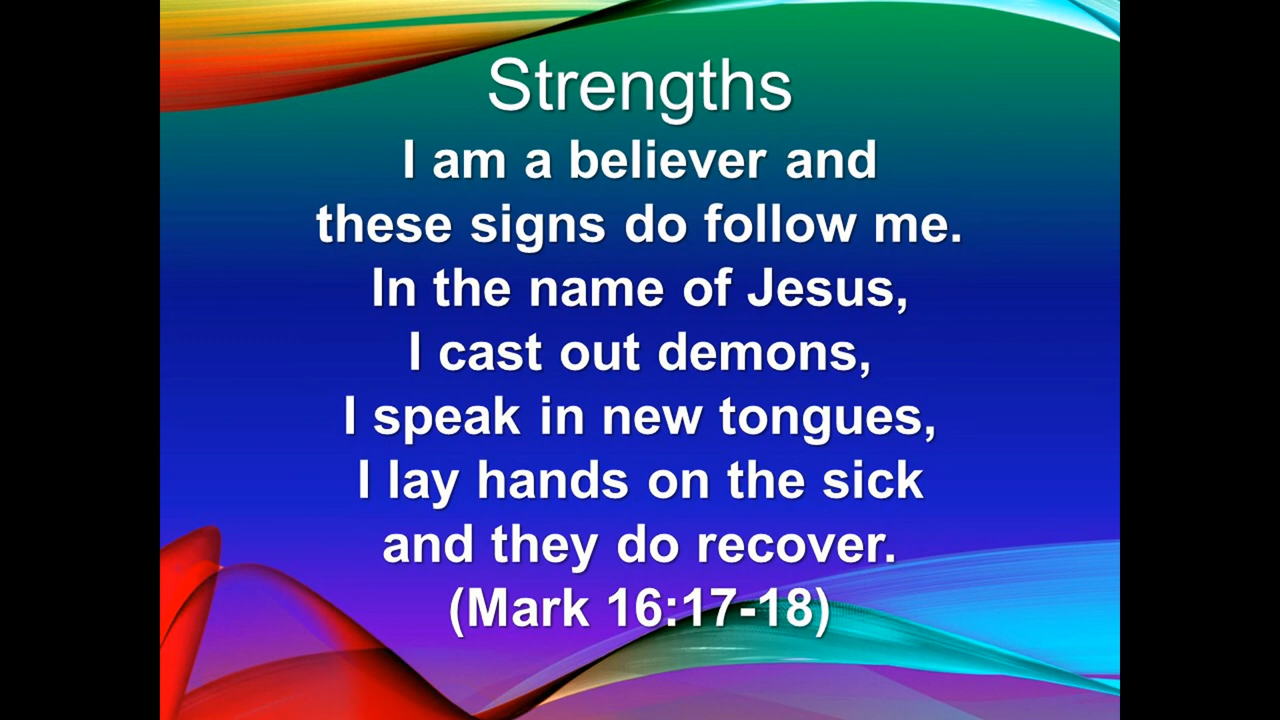 Strengths
I am a believer and
these signs do follow me.
In the name of Jesus,
I cast out demons,
I speak in new tongues,
I lay hands on the sick
and they do recover.
(Mark 16:17-18)